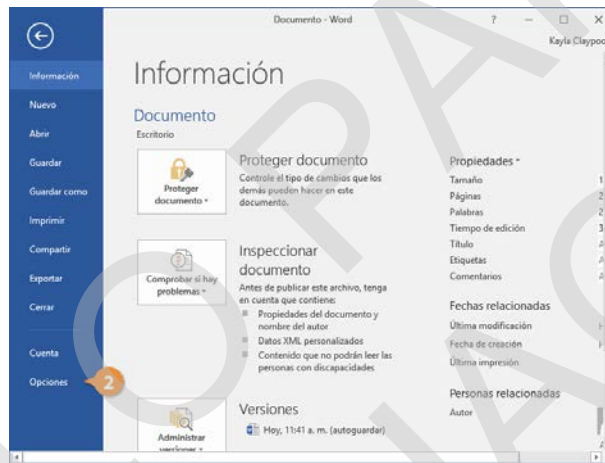 Documento - Word
Kayla Claypoo
Información
Nuevo
Abrir
Guardar
Guardar como
Imprimir
Compartir
Exportar
Cerrar
Cuenta
Opciones
2
Información
Documento
Escritorio
Proteger
documento
Proteger documento
Controle el tipo de cambios que los
demás pueden hacer en este
documento.
Comprobar si hay
problemas
Inspeccionar
documento
Antes de publicar este archivo, tenga
en cuenta que contiene:
Propiedades del documento y
nombre del autor
Datos XML personalizados
Contenido que no podrán leer las
personas con discapacidades
Administrar
versiones
Versiones
Hoy, 11:41 a. m. (autoguardar)
Propiedades
Tamaño 1
Páginas 2
Palabras 2
Tiempo de edición 3
Título
Etiquetas
Comentarios
Fechas relacionadas
Última modificación
Fecha de creación
Última impresión
Personas relacionadas
Autor